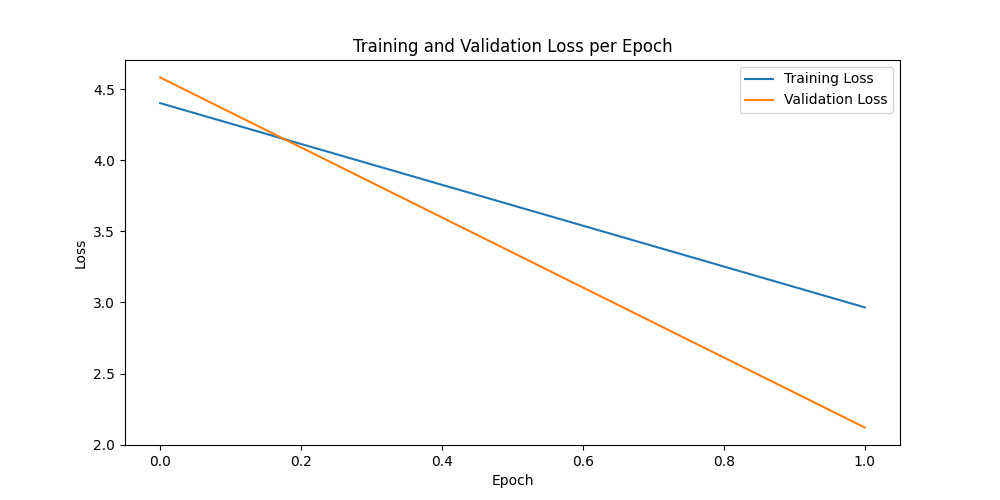 Training and Validation Loss per Epoch
Training Loss
Validation Loss
Loss
4.5
4.0
3.5
3.0
2.5
2.0
0.0 0.2 0.4 0.6 0.8 1.0
Epoch